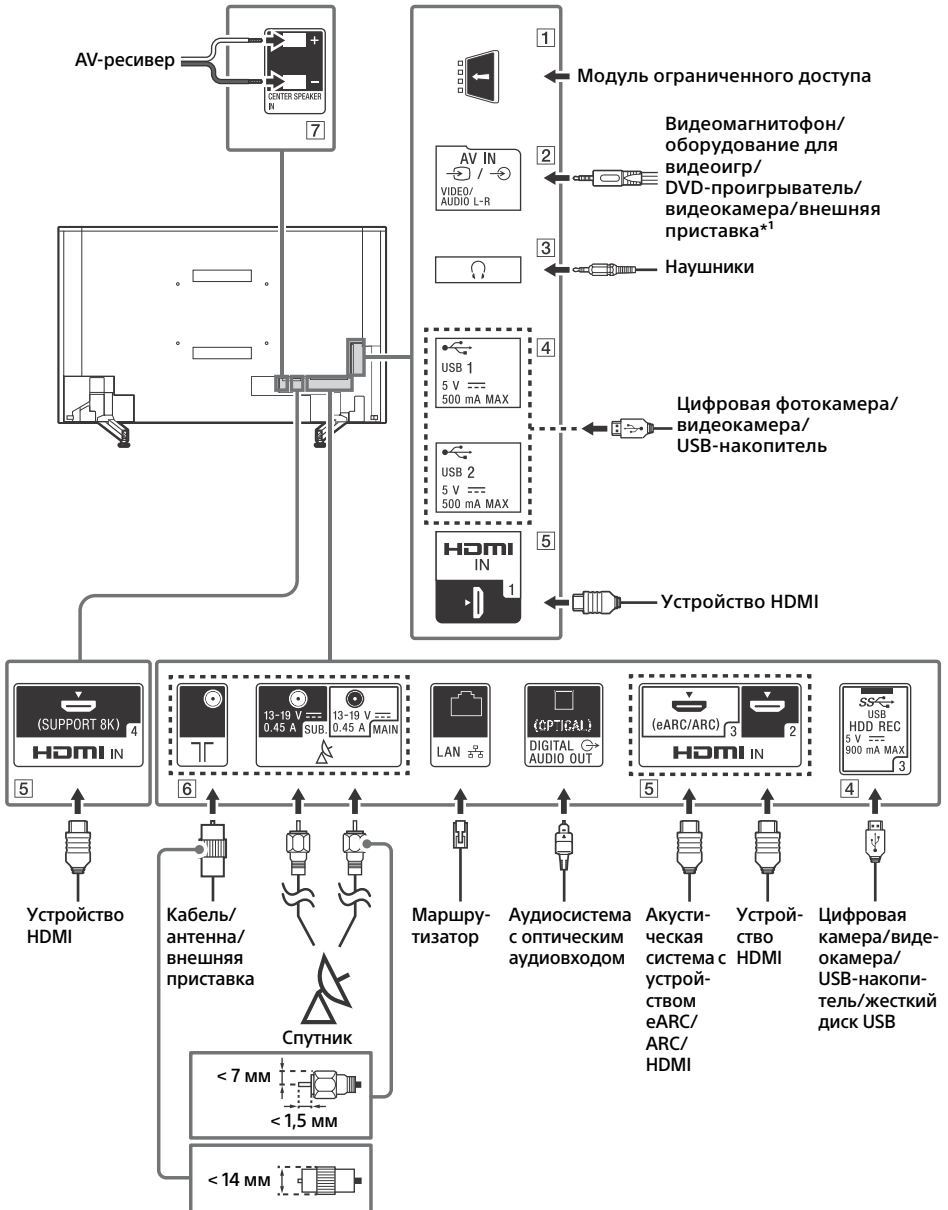 AV-ресивер
+
–
CENTER SPEAKER
IN
7
1
Модуль ограниченного доступа
2
AV IN
/
VIDEO/
AUDIO L-R
Видеомагнитофон/
оборудование для
видеоигр/
DVD-проигрыватель/
видеокамера/внешняя
приставка*1
3
Наушники
4
USB 1
5 V
500 mA MAX
USB 2
5 V
500 mA MAX
Цифровая фотокамера/
видеокамера/
USB-накопитель
5
HDMI
IN
1
Устройство HDMI
(SUPPORT 8K)
4
HDMI IN
5
6
13-19 V
0.45 A
SUB.
13-19 V
0.45 A
MAIN
LAN
(OPTICAL)
DIGITAL
AUDIO OUT
(eARC/ARC)
3
2
HDMI IN
5
SS
USB
HDD REC
5 V
900 mA MAX
3
4
Устройство
HDMI
Кабель/
антенна/
внешняя
приставка
Спутник
Маршру-
тизатор
Аудиосистема
с оптическим
аудиовходом
Акусти-
ческая
система с
устрой-
ством
eARC/
ARC/
HDMI
Устрой-
ство
HDMI
Цифровая
камера/виде-
окамера/
USB-накопи-
тель/жесткий
диск USB
< 7 мм
< 1,5 мм
< 14 мм